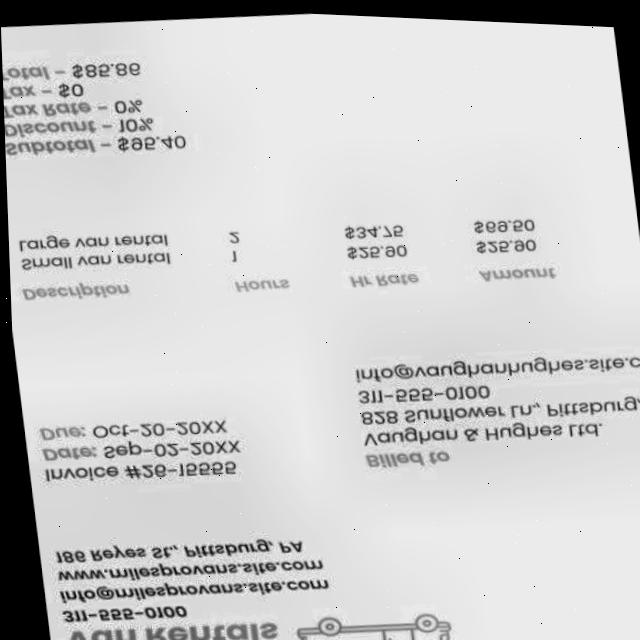 Van Rentals
311-555-0100
info@milesprovans.site.com
www.milesprovans.site.com
186 Reyes St., Pittsburg, PA
Invoice #26-15555
Date: Sep-02-20XX
Due: Oct-20-20XX
Billed to
Vaughan & Hughes Ltd.
828 Sunflower Ln., Pittsburg,
311-555-0100
info@vaughanhughes.site.c
Description Hours Hr Rate Amount
Small van rental 1 $25.90 $25.90
Large van rental 2 $34.75 $69.50
Subtotal – $95.40
Discount – 10%
Tax Rate – 0%
Tax – $0
Total – $85.86